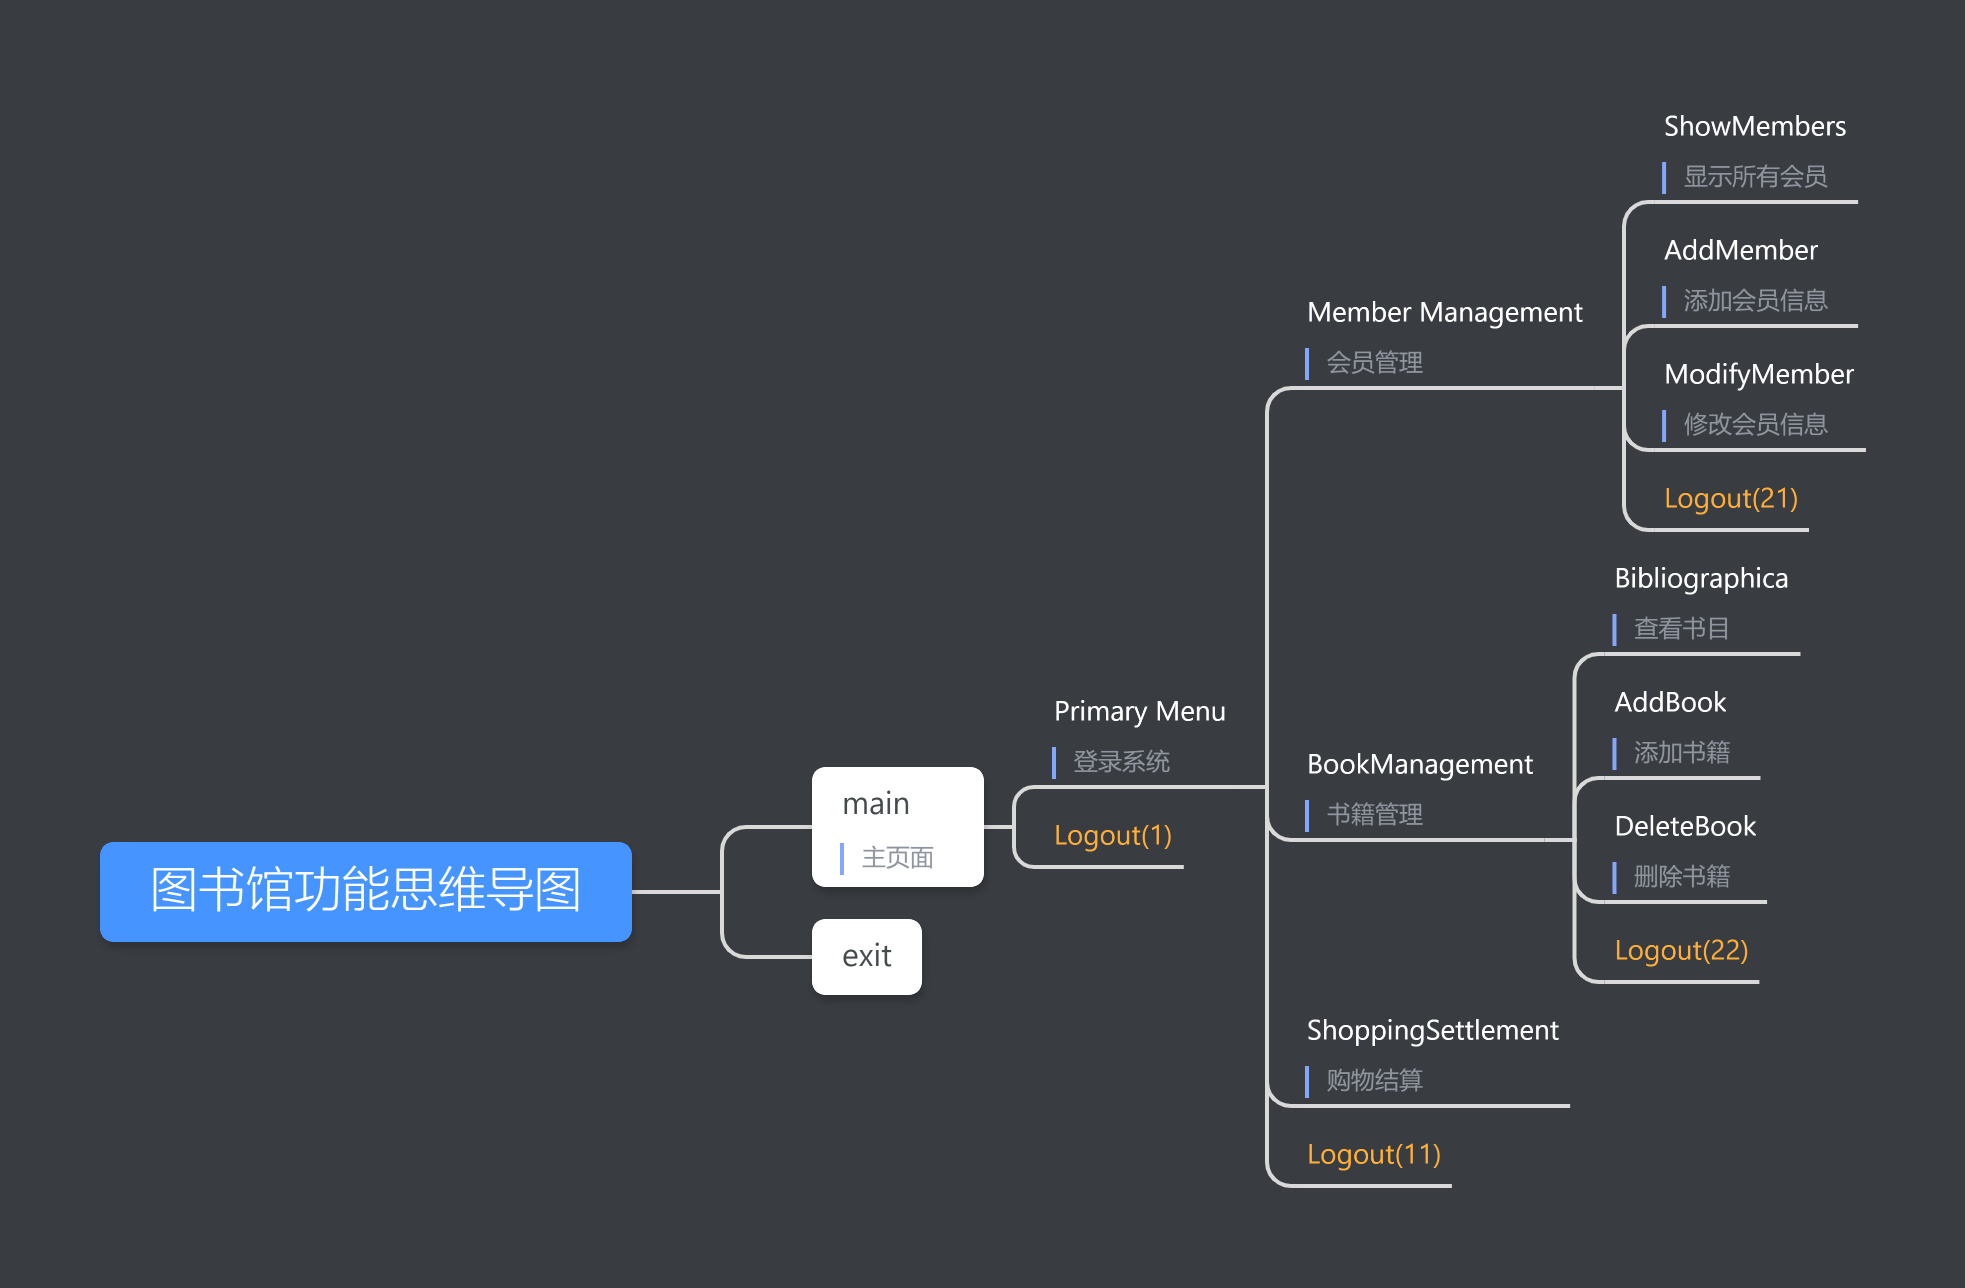 图书馆功能思维导图
main
主页面
exit
Primary Menu
登录系统
Logout(1)
Member Management
会员管理
ShowMembers
显示所有会员
AddMember
添加会员信息
ModifyMember
修改会员信息
Logout(21)
BookManagement
书籍管理
Bibliographica
查看书目
AddBook
添加书籍
DeleteBook
删除书籍
Logout(22)
ShoppingSettlement
购物结算
Logout(11)